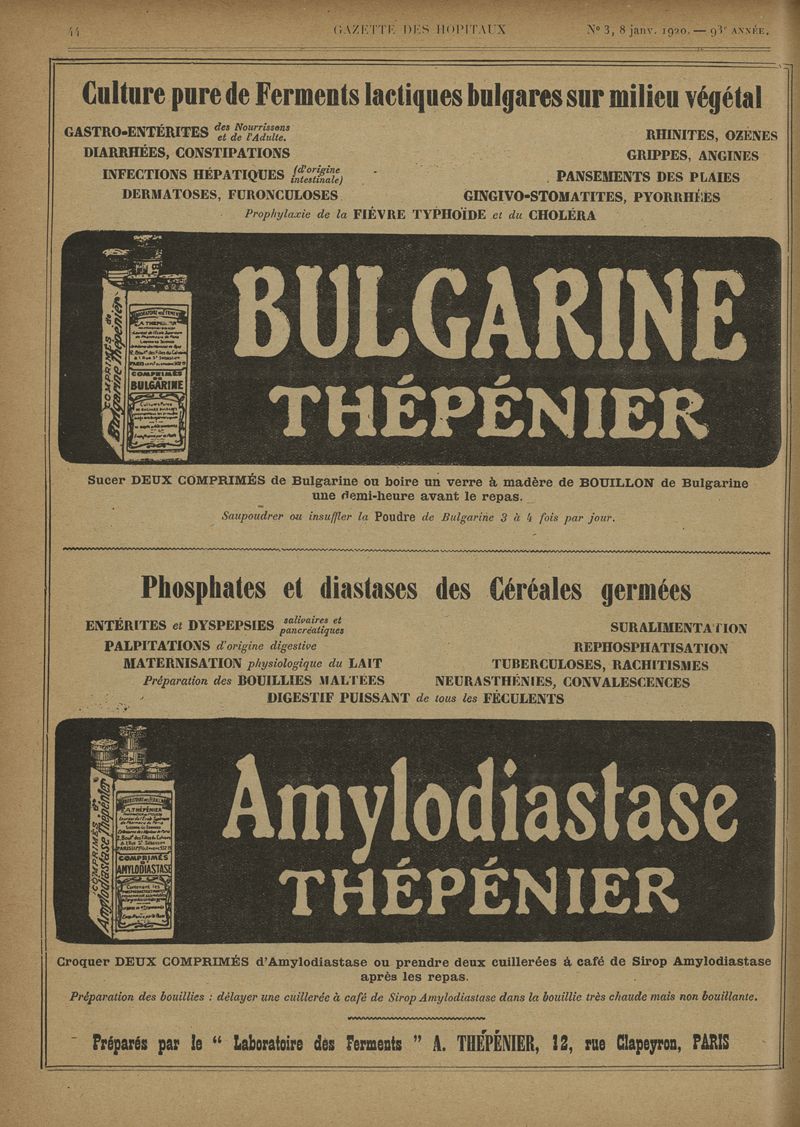 44
GAZETTE DES HOPITAUX
N° 3, 8 janv. 1920. — 93e ANNÉE.
Culture pure de Ferments lactiques bulgares sur milieu végétal
GASTRO-ENTÉRITES des Nourrissons et de l'Adulte.
RHINITES, OZÈNES
DIARRHÉES, CONSTIPATIONS
GRIPPES, ANGINES
INFECTIONS HÉPATIQUES (d'origine intestinale)
PANSEMENTS DES PLAIES
DERMATOSES, FURONCULOSES
GINGIVO-STOMATITES, PYORRHÉES
Prophylaxie de la FIÈVRE TYPHOÏDE et du CHOLÉRA
COMPRIMÉS de
Bulgarine Thépénier
A. THÉPÉNIER
COMPRIMÉS
DE
BULGARINE
BULGARINE
THÉPÉNIER
Sucer DEUX COMPRIMÉS de Bulgarine ou boire un verre à madère de BOUILLON de Bulgarine
une demi-heure avant le repas.
Saupoudrer ou insuffler la Poudre de Bulgarine 3 à 4 fois par jour.
Phosphates et diastases des Céréales germées
ENTÉRITES et DYSPEPSIES salivaires et pancréatiques
SURALIMENTATION
PALPITATIONS d'origine digestive
REPHOSPHATISATION
MATERNISATION physiologique du LAIT
TUBERCULOSES, RACHITISMES
Préparation des BOUILLIES MALTÉES
NEURASTHÉNIES, CONVALESCENCES
DIGESTIF PUISSANT de tous les FÉCULENTS
COMPRIMÉS d'
Amylodiastase Thépénier
A. THÉPÉNIER
COMPRIMÉS
D'
AMYLODIASTASE
Amylodiastase
THÉPÉNIER
Croquer DEUX COMPRIMÉS d'Amylodiastase ou prendre deux cuillerées à café de Sirop Amylodiastase
après les repas.
Préparation des bouillies : délayer une cuillerée à café de Sirop Amylodiastase dans la bouillie très chaude mais non bouillante.
Préparés par le “ Laboratoire des Ferments ” A. THÉPÉNIER, 12, rue Clapeyron, PARIS